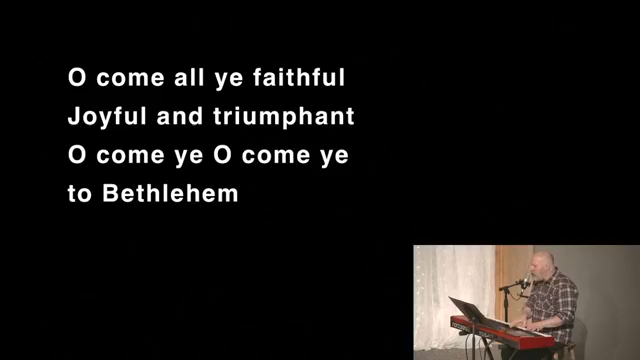 O come all ye faithful
Joyful and triumphant
O come ye O come ye
to Bethlehem